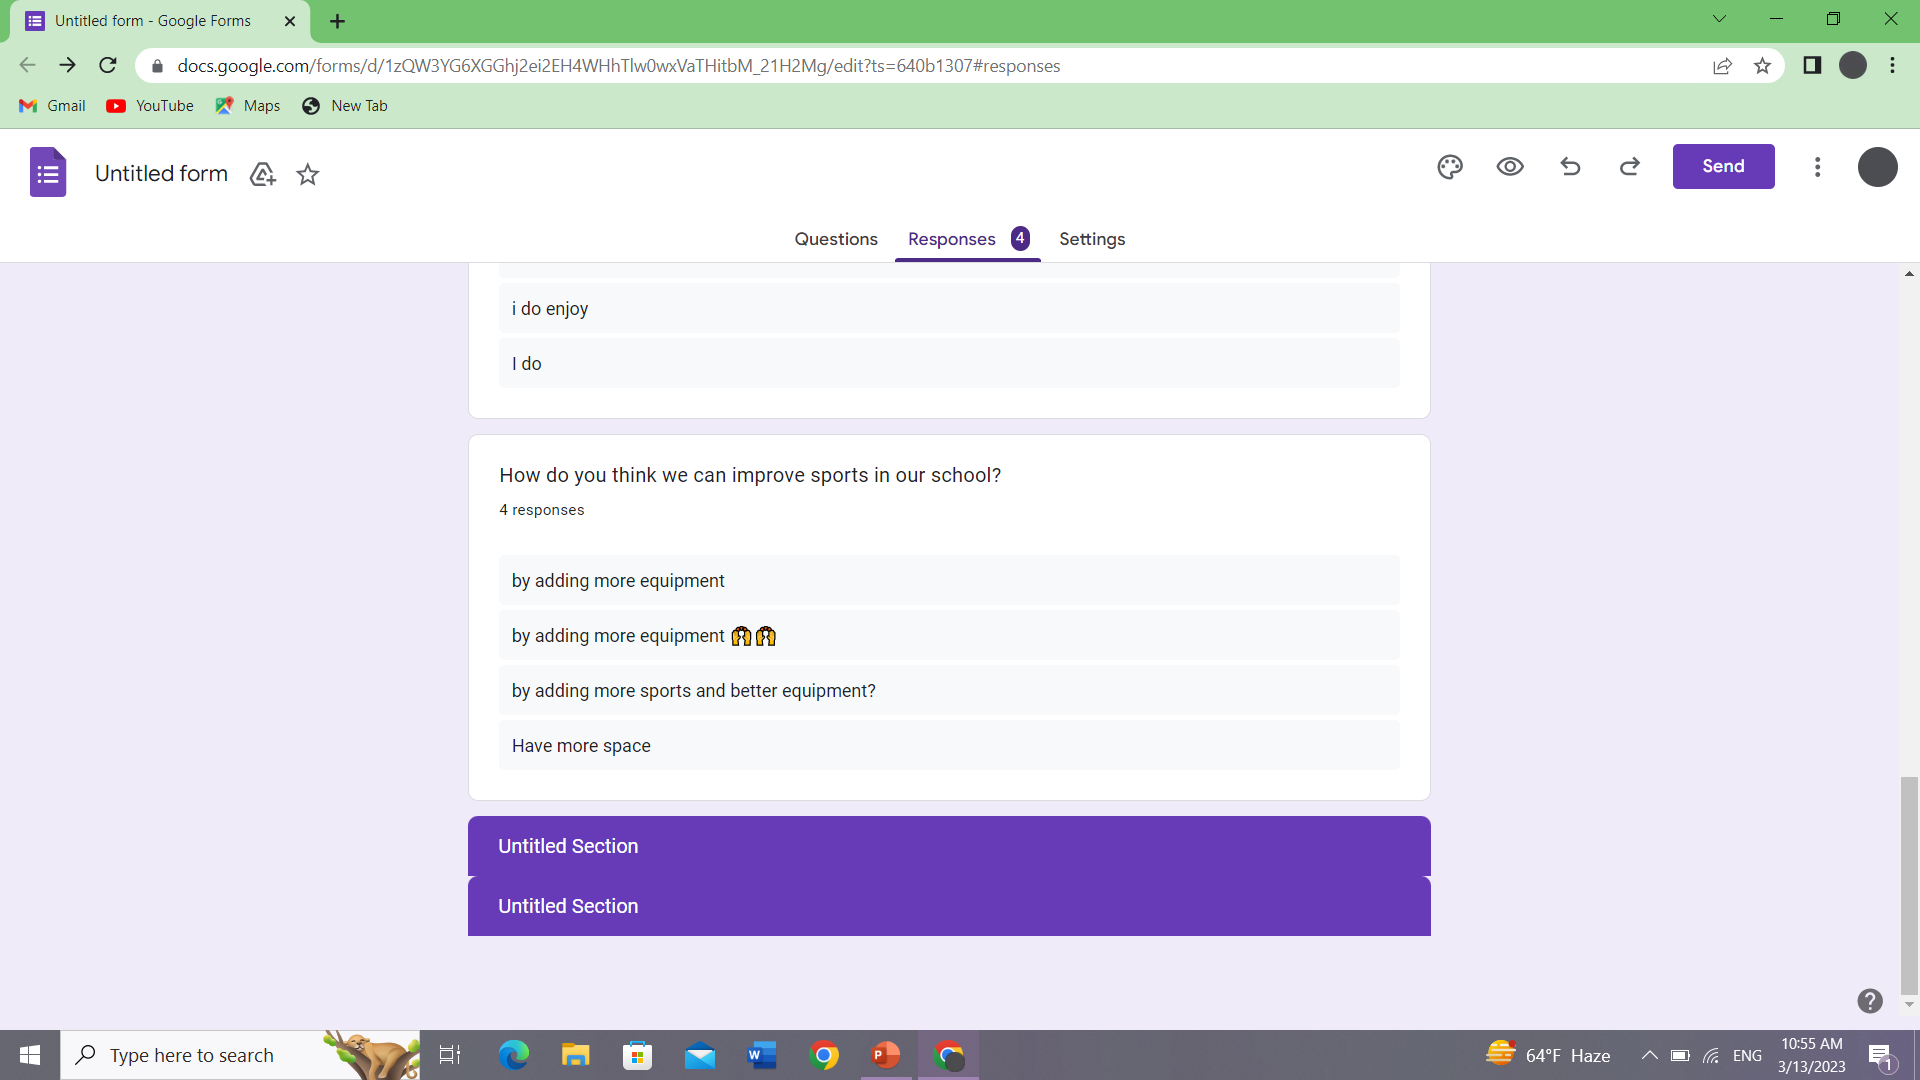 Untitled form - Google Forms
docs.google.com/forms/d/1zQW3YG6XGGhj2ei2EH4WHhTlw0wxVaTHitbM_21H2Mg/edit?ts=640b1307#responses
Gmail YouTube Maps New Tab
Untitled form
Send
Questions Responses 4 Settings
i do enjoy
I do
How do you think we can improve sports in our school?
4 responses
by adding more equipment
by adding more equipment 🙌🙌
by adding more sports and better equipment?
Have more space
Untitled Section
Untitled Section
Type here to search
64°F Haze
ENG
10:55 AM
3/13/2023
1